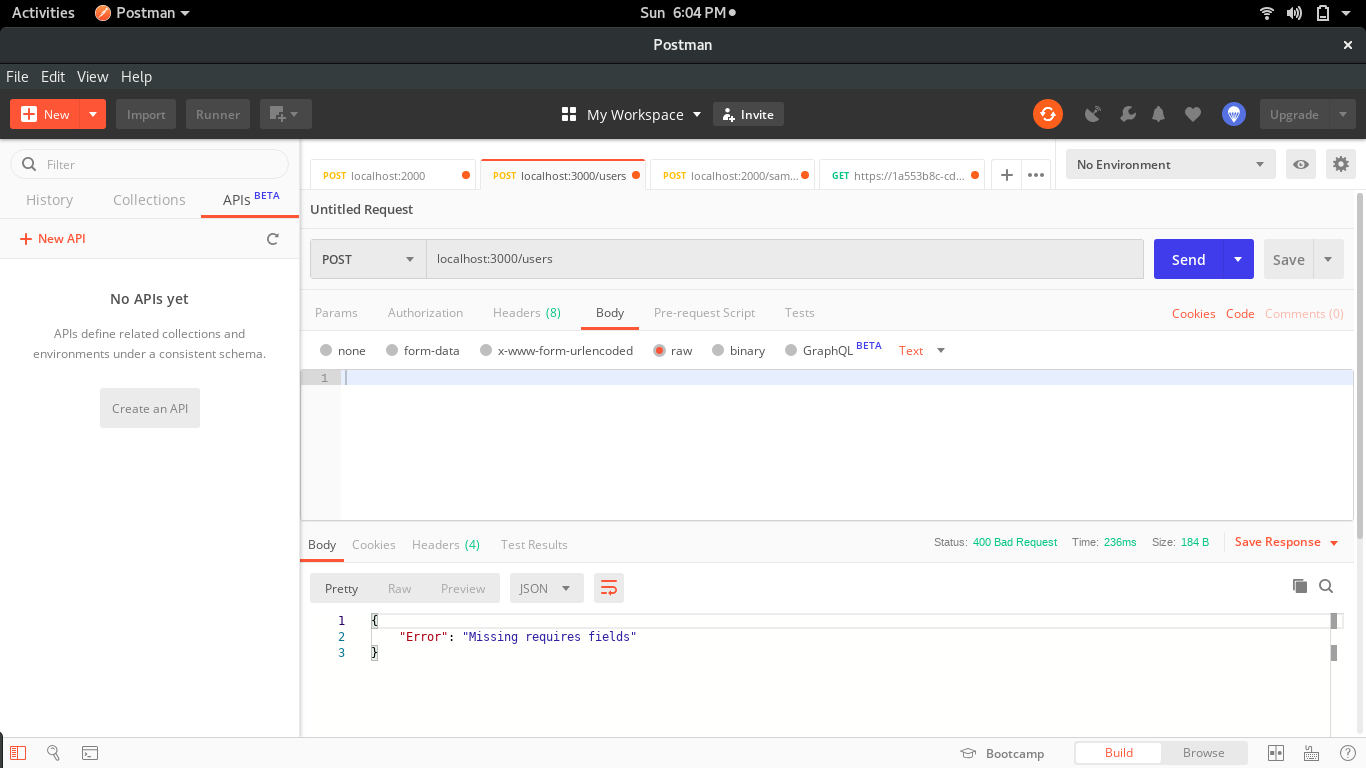 Activities Postman Sun 6:04 PM
Postman
File Edit View Help
New Import Runner My Workspace Invite Upgrade
Filter
History Collections APIs BETA
New API
No APIs yet
APIs define related collections and
environments under a consistent schema.
Create an API
POST localhost:2000 POST localhost:3000/users POST localhost:2000/sam... GET https://1a553b8c-cd... No Environment
Untitled Request
POST localhost:3000/users Send Save
Params Authorization Headers (8) Body Pre-request Script Tests Cookies Code Comments (0)
none form-data x-www-form-urlencoded raw binary GraphQL BETA Text
1
Body Cookies Headers (4) Test Results Status: 400 Bad Request Time: 236ms Size: 184 B Save Response
Pretty Raw Preview JSON
1 {
2 "Error": "Missing requires fields"
3 }
Bootcamp Build Browse